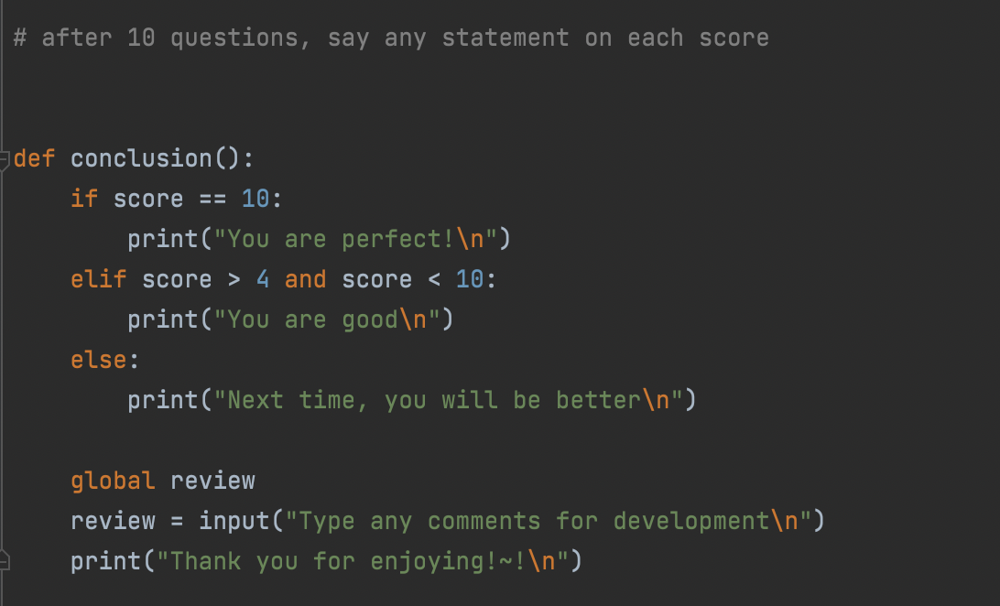 # after 10 questions, say any statement on each score
def conclusion():
    if score == 10:
        print("You are perfect!\n")
    elif score > 4 and score < 10:
        print("You are good\n")
    else:
        print("Next time, you will be better\n")
    global review
    review = input("Type any comments for development\n")
    print("Thank you for enjoying!~!\n")